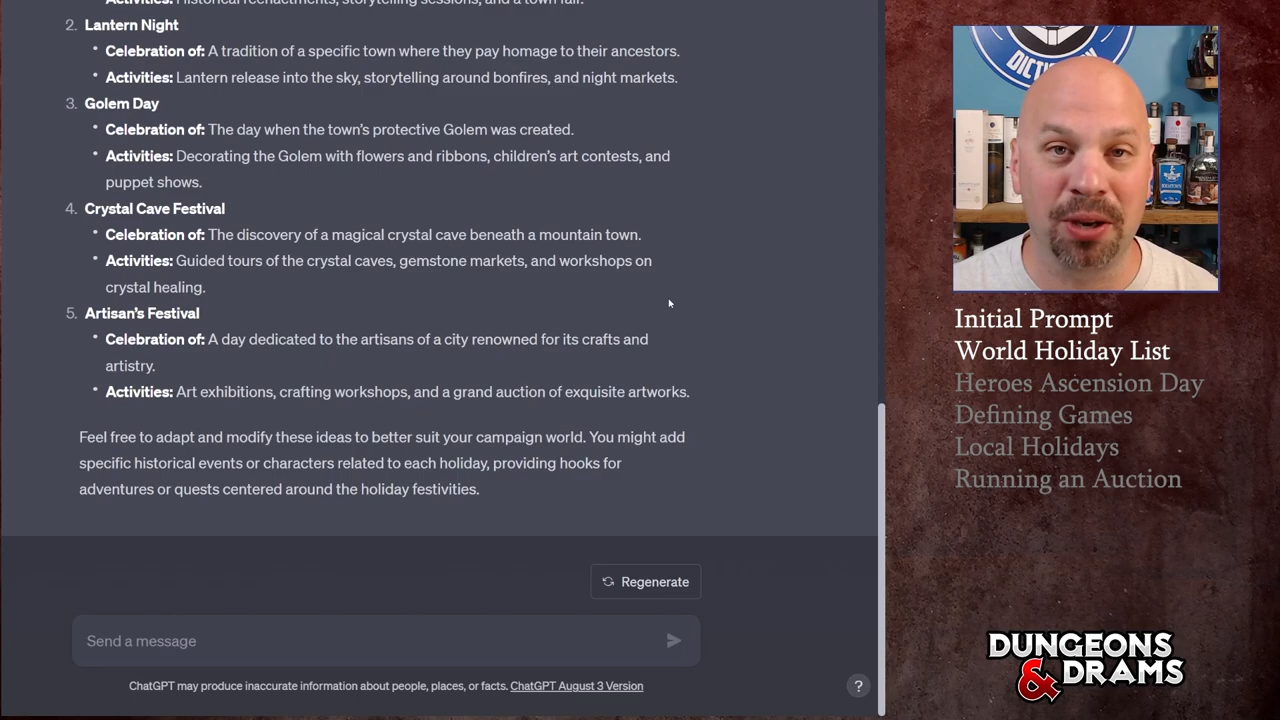 Activities: Historical reenactments, storytelling sessions, and a town fair.
2. Lantern Night
• Celebration of: A tradition of a specific town where they pay homage to their ancestors.
• Activities: Lantern release into the sky, storytelling around bonfires, and night markets.
3. Golem Day
• Celebration of: The day when the town’s protective Golem was created.
• Activities: Decorating the Golem with flowers and ribbons, children’s art contests, and
puppet shows.
4. Crystal Cave Festival
• Celebration of: The discovery of a magical crystal cave beneath a mountain town.
• Activities: Guided tours of the crystal caves, gemstone markets, and workshops on
crystal healing.
5. Artisan’s Festival
• Celebration of: A day dedicated to the artisans of a city renowned for its crafts and
artistry.
• Activities: Art exhibitions, crafting workshops, and a grand auction of exquisite artworks.
Feel free to adapt and modify these ideas to better suit your campaign world. You might add
specific historical events or characters related to each holiday, providing hooks for
adventures or quests centered around the holiday festivities.
Regenerate
Send a message
ChatGPT may produce inaccurate information about people, places, or facts. ChatGPT August 3 Version
?
Initial Prompt
World Holiday List
Heroes Ascension Day
Defining Games
Local Holidays
Running an Auction
DUNGEONS
& DRAMS